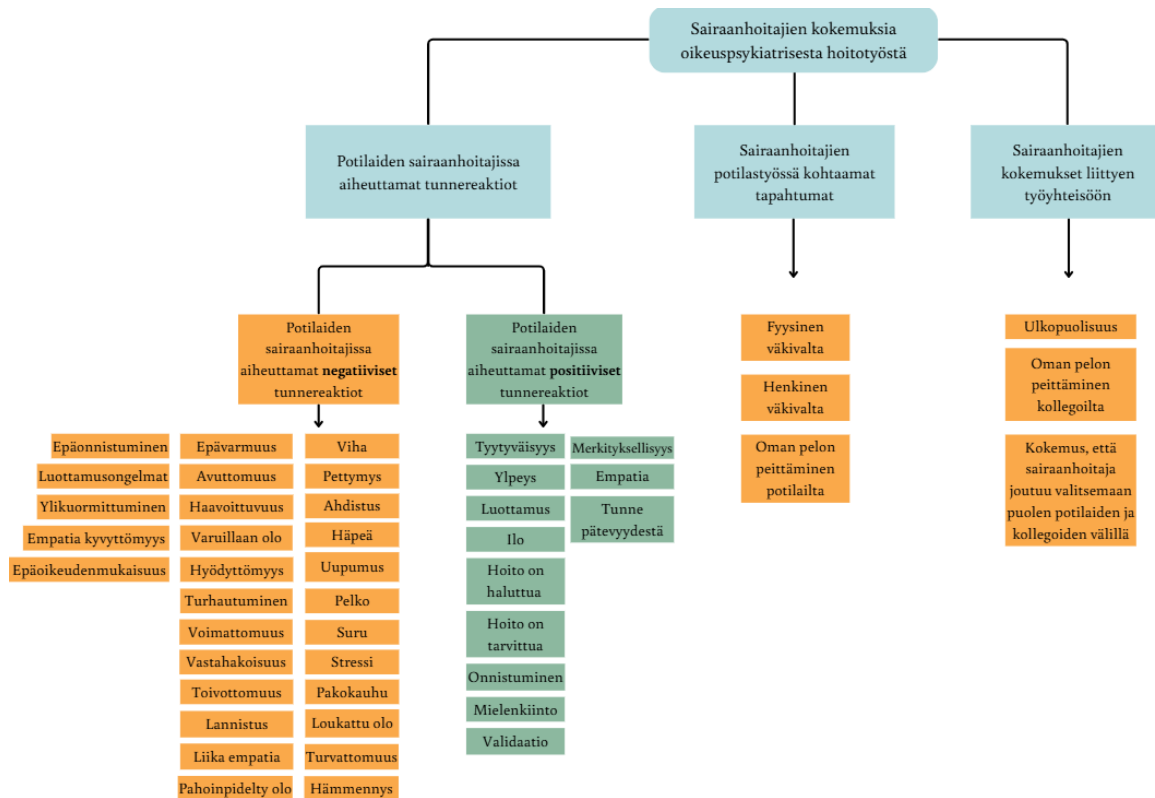 Sairaanhoitajien kokemuksia
oikeuspsykiatrisesta hoitotyöstä
Potilaiden sairaanhoitajissa
aiheuttamat tunnereaktiot
Sairaanhoitajien
potilastyössä kohtaamat
tapahtumat
Sairaanhoitajien
kokemukset liittyen
työyhteisöön
Potilaiden
sairaanhoitajissa
aiheuttamat negatiiviset
tunnereaktiot
Potilaiden
sairaanhoitajissa
aiheuttamat positiiviset
tunnereaktiot
Epäonnistuminen
Luottamusongelmat
Ylikuormittuminen
Empatia kyvyttömyys
Epäoikeudenmukaisuus
Epävarmuus
Avuttomuus
Haavoittuvuus
Varuillaan olo
Hyödyttömyys
Turhautuminen
Voimattomuus
Vastahakoisuus
Toivottomuus
Lannistus
Liika empatia
Pahoinpidelty olo
Viha
Pettymys
Ahdistus
Häpeä
Uupumus
Pelko
Suru
Stressi
Pakokauhu
Loukattu olo
Turvattomuus
Hämmennys
Tyytyväisyys
Ylpeys
Luottamus
Ilo
Hoito on
haluttua
Hoito on
tarvittua
Onnistuminen
Mielenkiinto
Validaatio
Merkityksellisyys
Empatia
Tunne
pätevyydestä
Fyysinen
väkivalta
Henkinen
väkivalta
Oman pelon
peittäminen
potilailta
Ulkopuolisuus
Oman pelon
peittäminen
kollegoilta
Kokemus, että
sairaanhoitaja
joutuu valitsemaan
puolen potilaiden ja
kollegoiden välillä